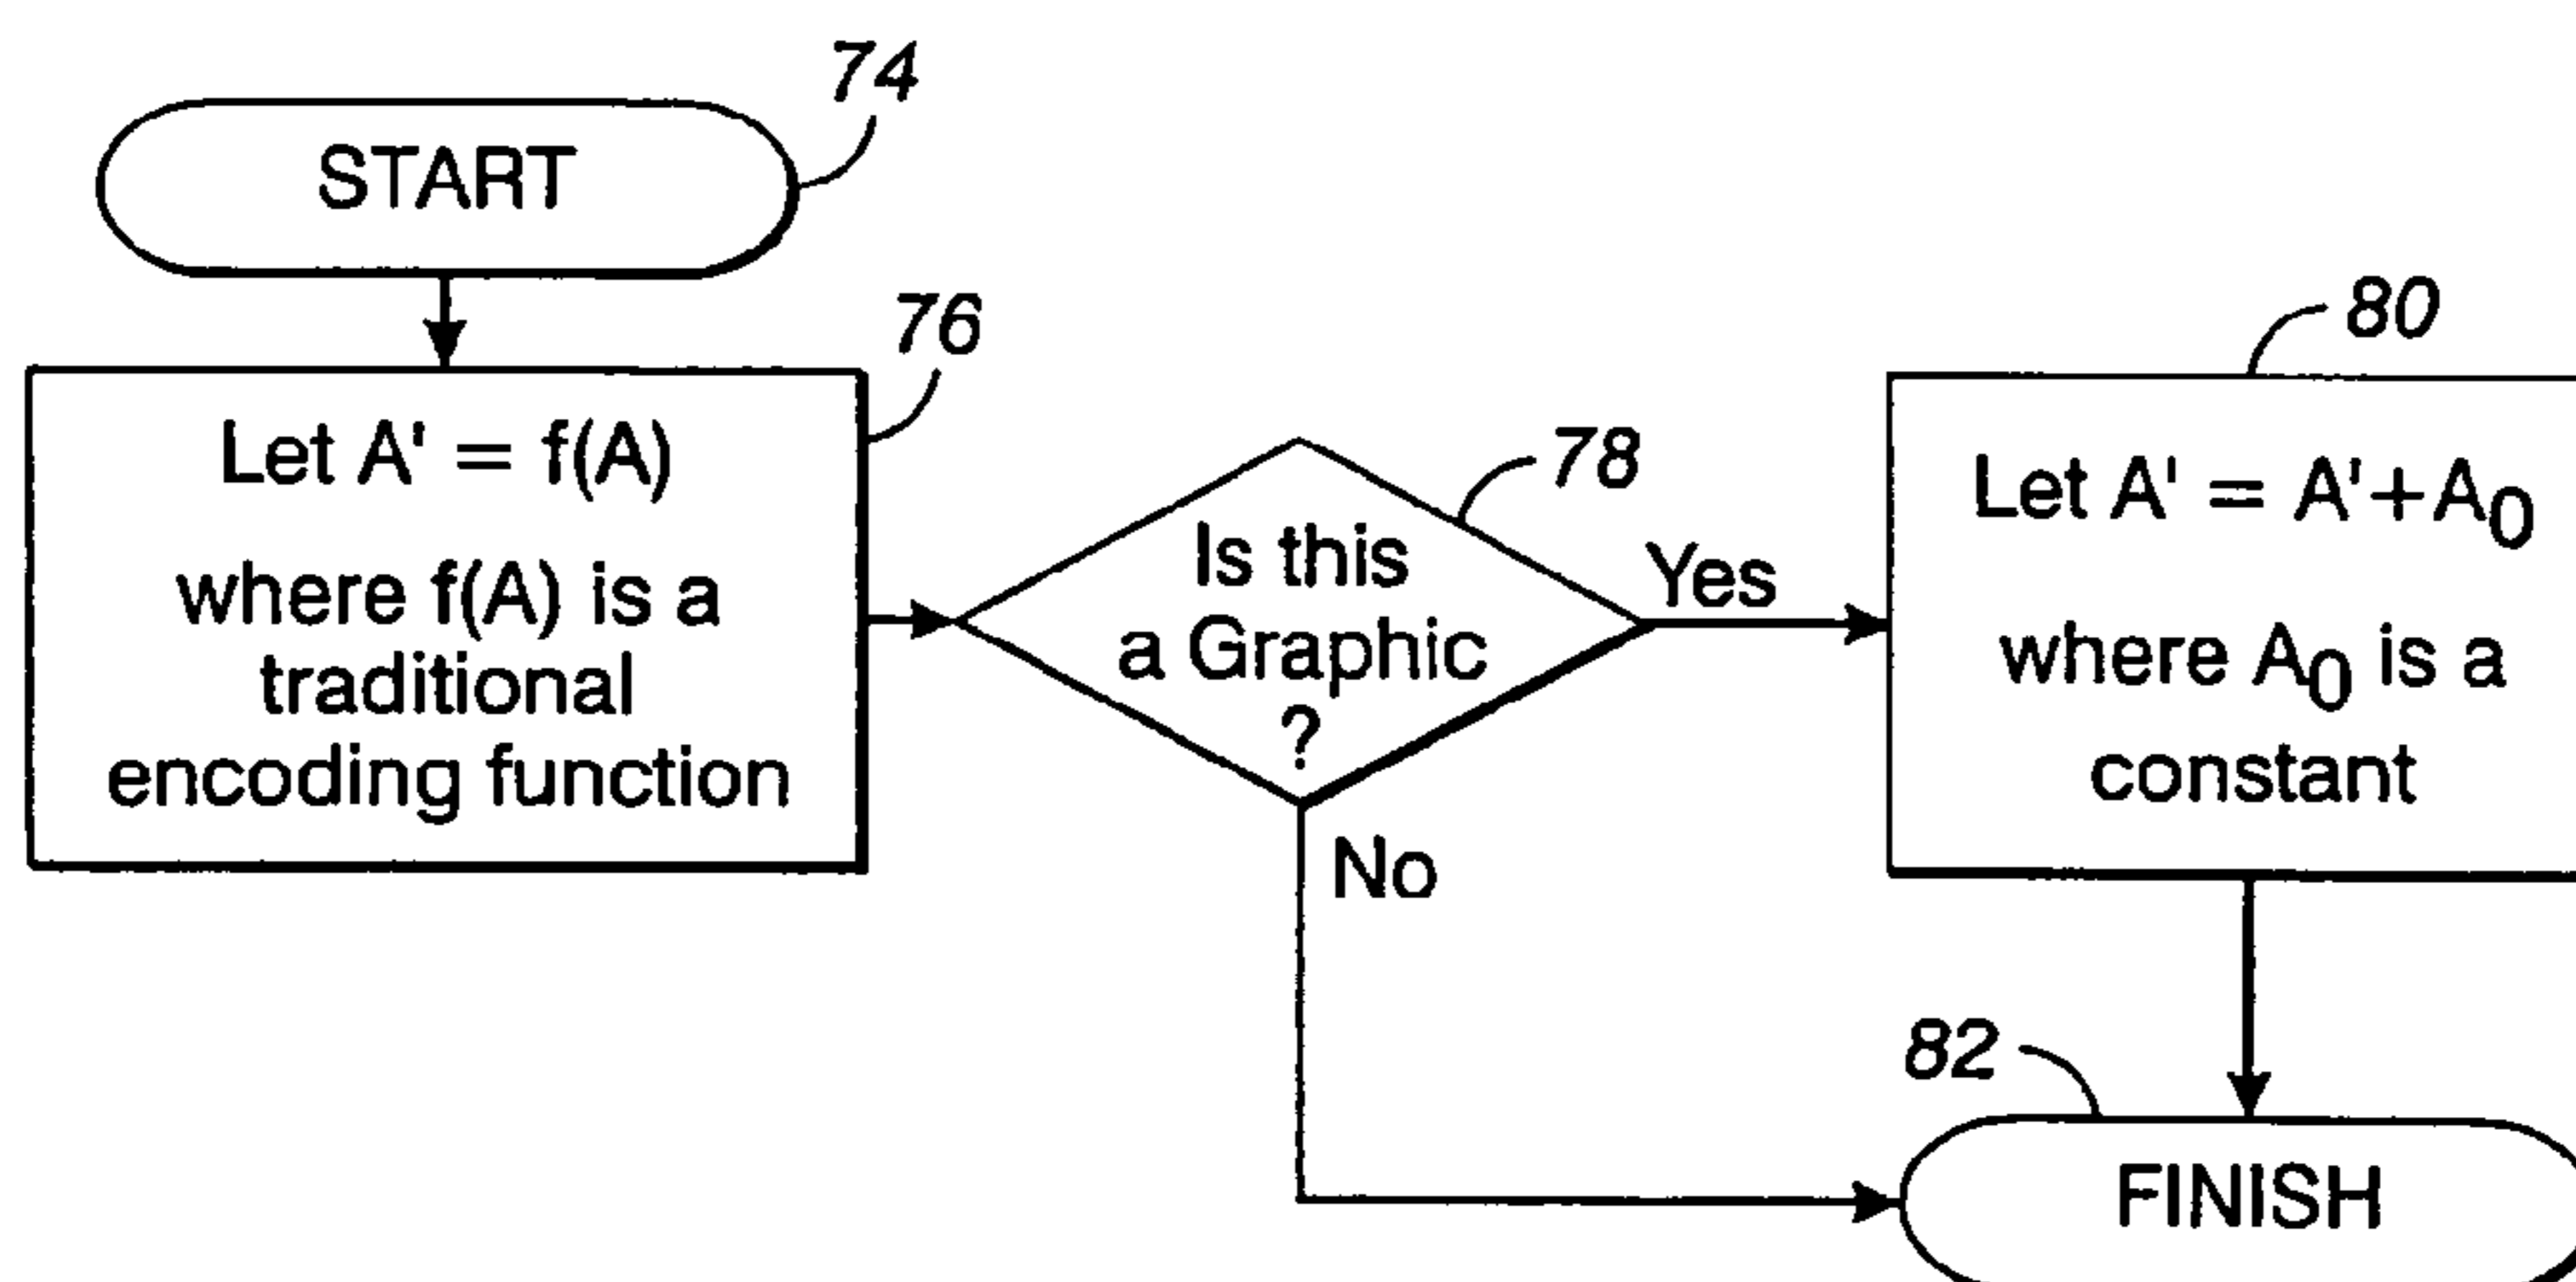 74
START
76
Let A' = f(A)
where f(A) is a
traditional
encoding function
78
Is this
a Graphic
?
Yes
No
80
Let A' = A'+A₀
where A₀ is a
constant
82
FINISH